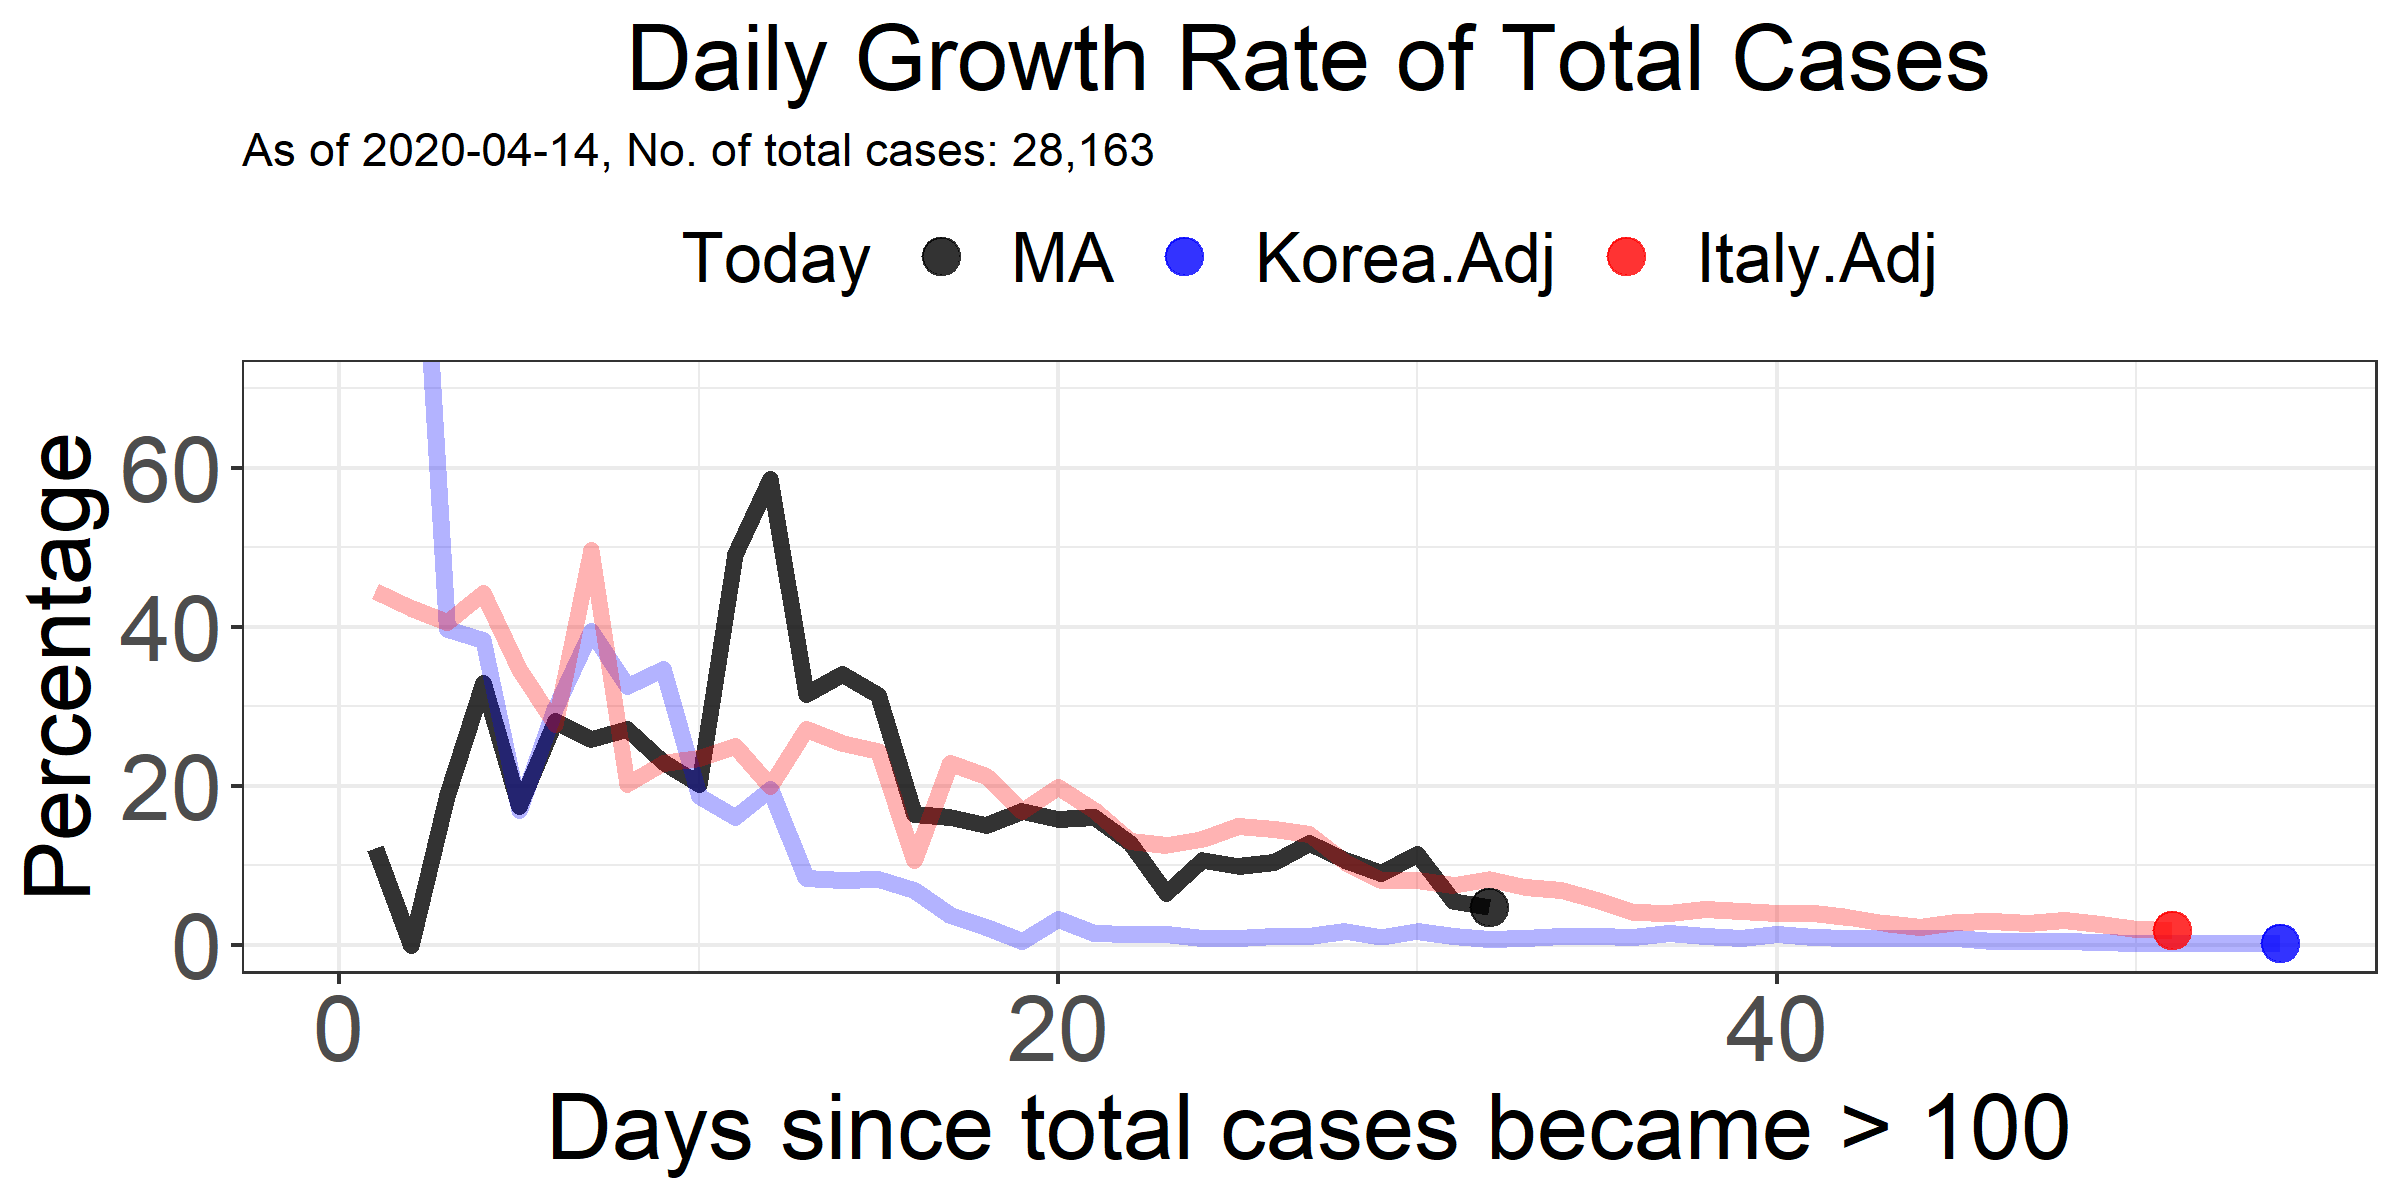 Daily Growth Rate of Total Cases
As of 2020-04-14, No. of total cases: 28,163
Today MA Korea.Adj Italy.Adj
Percentage
60
40
20
0
0 20 40
Days since total cases became > 100